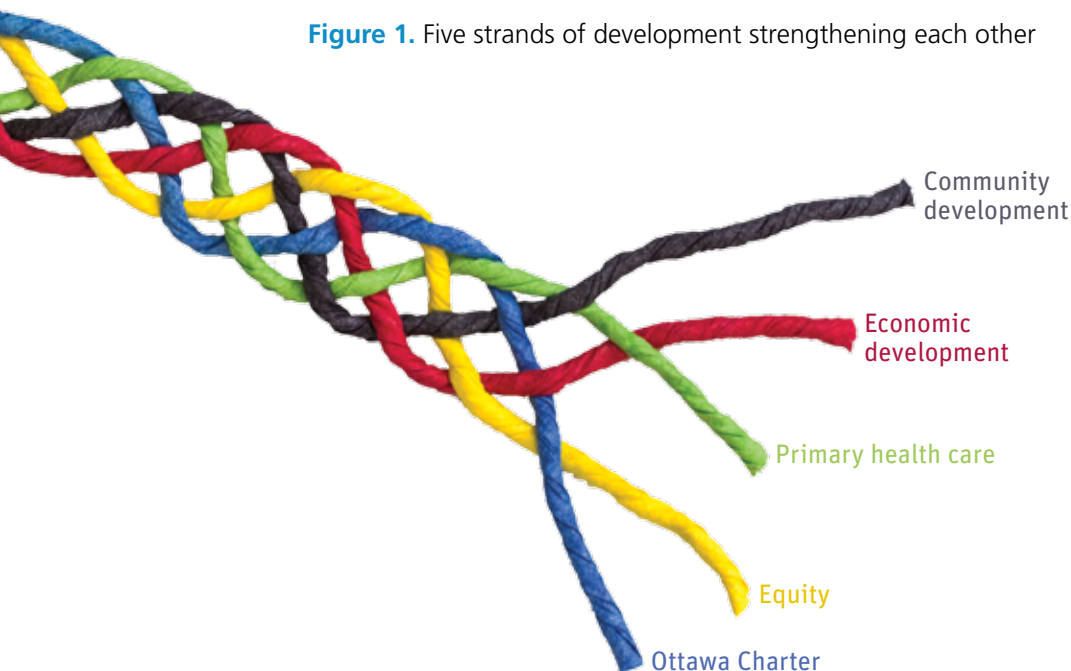 Figure 1. Five strands of development strengthening each other
Community
development
Economic
development
Primary health care
Equity
Ottawa Charter